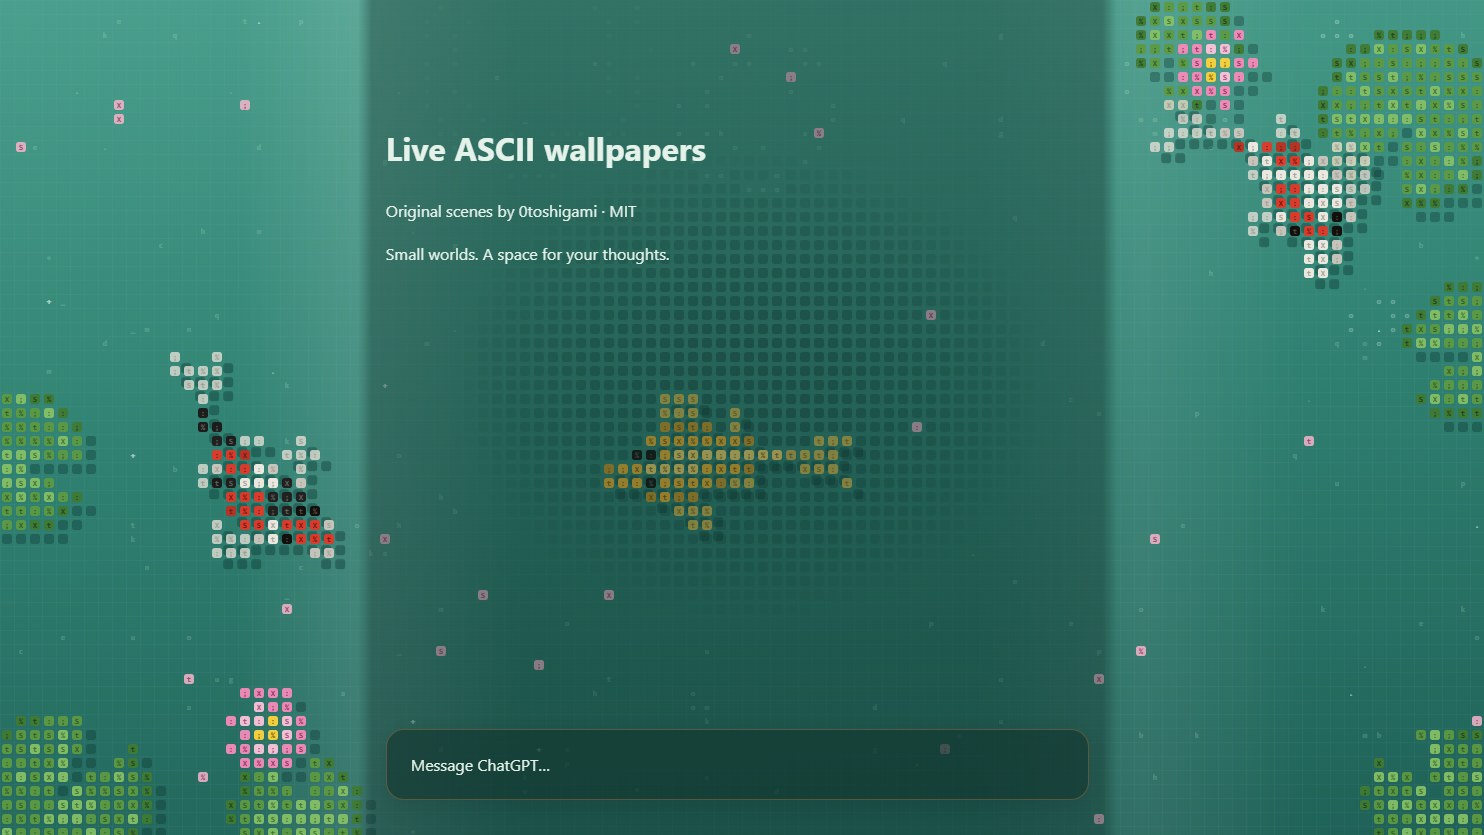 Live ASCII wallpapers
Original scenes by 0toshigami · MIT
Small worlds. A space for your thoughts.
Message ChatGPT...